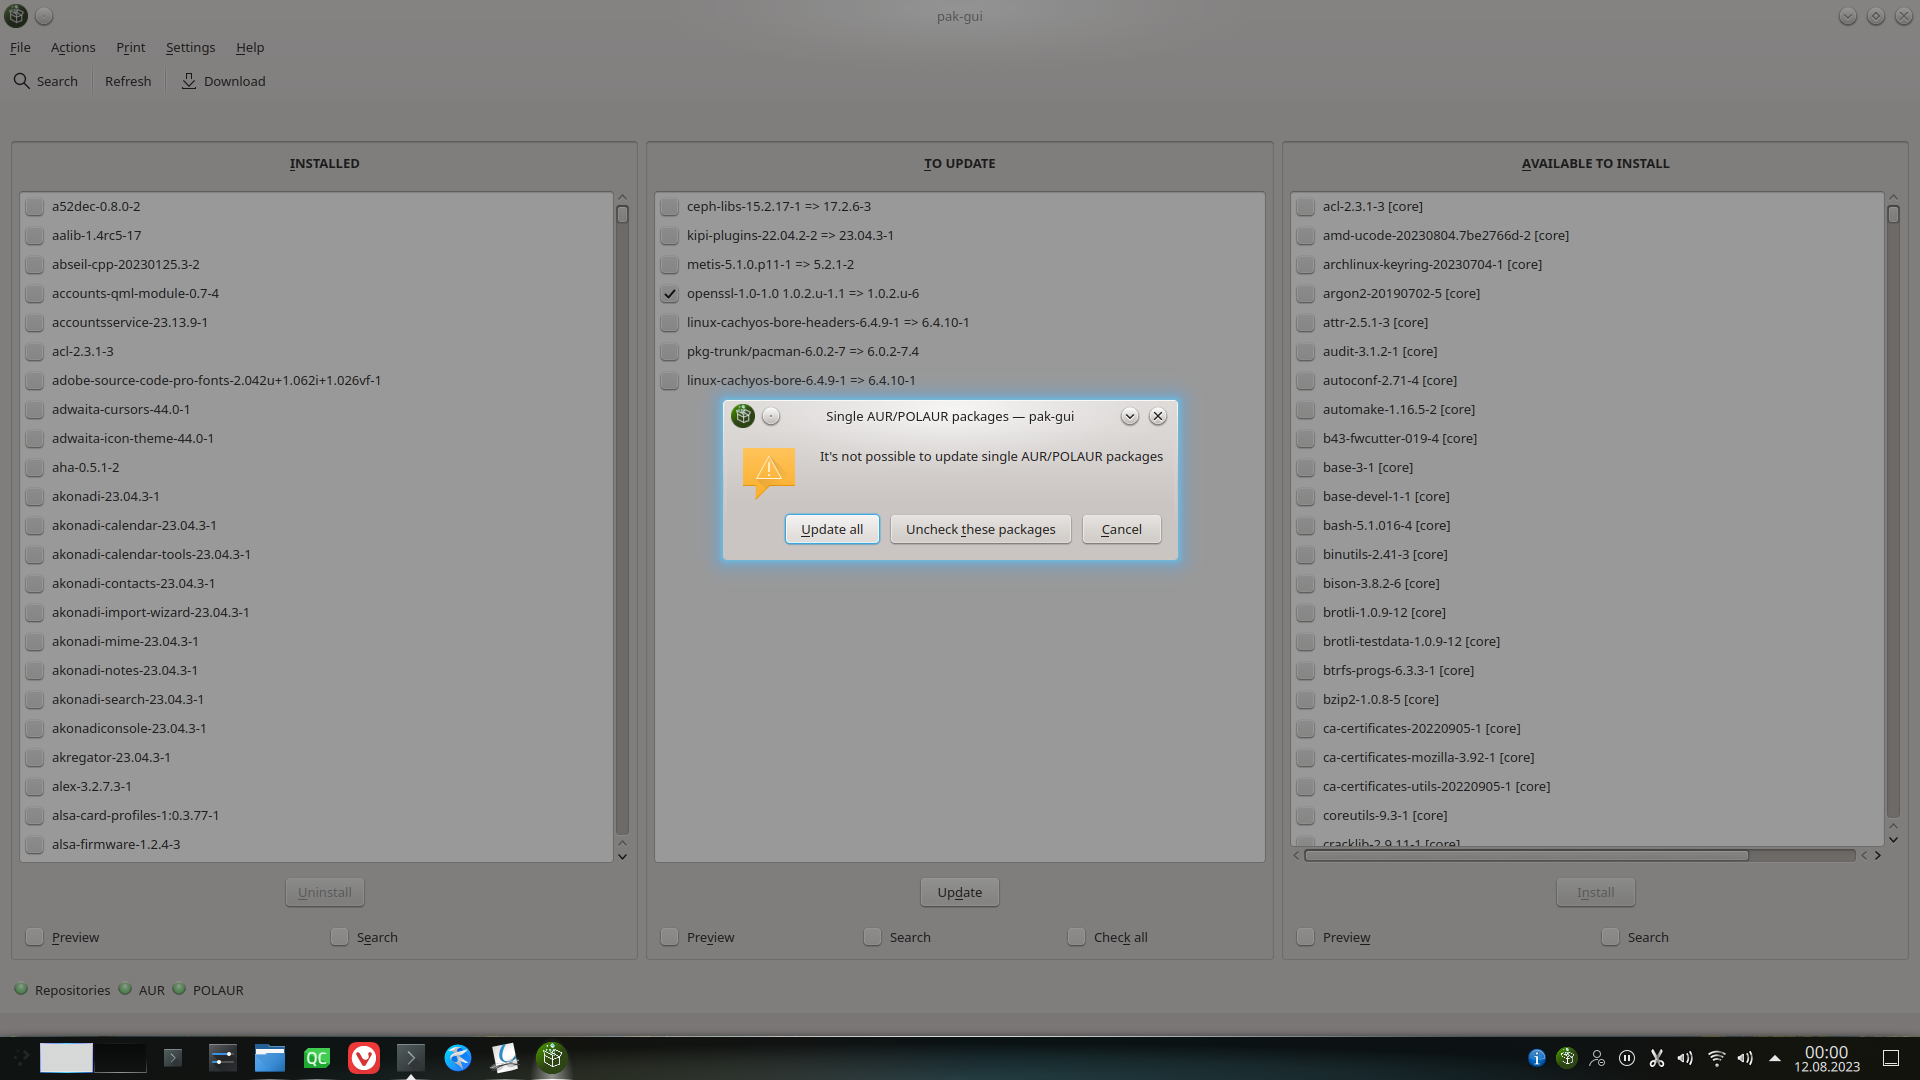 pak-gui
File Actions Print Settings Help
Search Refresh Download
INSTALLED
a52dec-0.8.0-2
aalib-1.4rc5-17
abseil-cpp-20230125.3-2
accounts-qml-module-0.7-4
accountsservice-23.13.9-1
acl-2.3.1-3
adobe-source-code-pro-fonts-2.042u+1.062i+1.026vf-1
adwaita-cursors-44.0-1
adwaita-icon-theme-44.0-1
aha-0.5.1-2
akonadi-23.04.3-1
akonadi-calendar-23.04.3-1
akonadi-calendar-tools-23.04.3-1
akonadi-contacts-23.04.3-1
akonadi-import-wizard-23.04.3-1
akonadi-mime-23.04.3-1
akonadi-notes-23.04.3-1
akonadi-search-23.04.3-1
akonadiconsole-23.04.3-1
akregator-23.04.3-1
alex-3.2.7.3-1
alsa-card-profiles-1:0.3.77-1
alsa-firmware-1.2.4-3
Uninstall
Preview Search
TO UPDATE
ceph-libs-15.2.17-1 => 17.2.6-3
kipi-plugins-22.04.2-2 => 23.04.3-1
metis-5.1.0.p11-1 => 5.2.1-2
openssl-1.0-1.0 1.0.2.u-1.1 => 1.0.2.u-6
linux-cachyos-bore-headers-6.4.9-1 => 6.4.10-1
pkg-trunk/pacman-6.0.2-7 => 6.0.2-7.4
linux-cachyos-bore-6.4.9-1 => 6.4.10-1
Single AUR/POLAUR packages — pak-gui
It's not possible to update single AUR/POLAUR packages
Update all Uncheck these packages Cancel
Update
Preview Search Check all
AVAILABLE TO INSTALL
acl-2.3.1-3 [core]
amd-ucode-20230804.7be2766d-2 [core]
archlinux-keyring-20230704-1 [core]
argon2-20190702-5 [core]
attr-2.5.1-3 [core]
audit-3.1.2-1 [core]
autoconf-2.71-4 [core]
automake-1.16.5-2 [core]
b43-fwcutter-019-4 [core]
base-3-1 [core]
base-devel-1-1 [core]
bash-5.1.016-4 [core]
binutils-2.41-3 [core]
bison-3.8.2-6 [core]
brotli-1.0.9-12 [core]
brotli-testdata-1.0.9-12 [core]
btrfs-progs-6.3.3-1 [core]
bzip2-1.0.8-5 [core]
ca-certificates-20220905-1 [core]
ca-certificates-mozilla-3.92-1 [core]
ca-certificates-utils-20220905-1 [core]
coreutils-9.3-1 [core]
cracklib-2.9.11-1 [core]
Install
Preview Search
Repositories AUR POLAUR
QC
00:00
12.08.2023